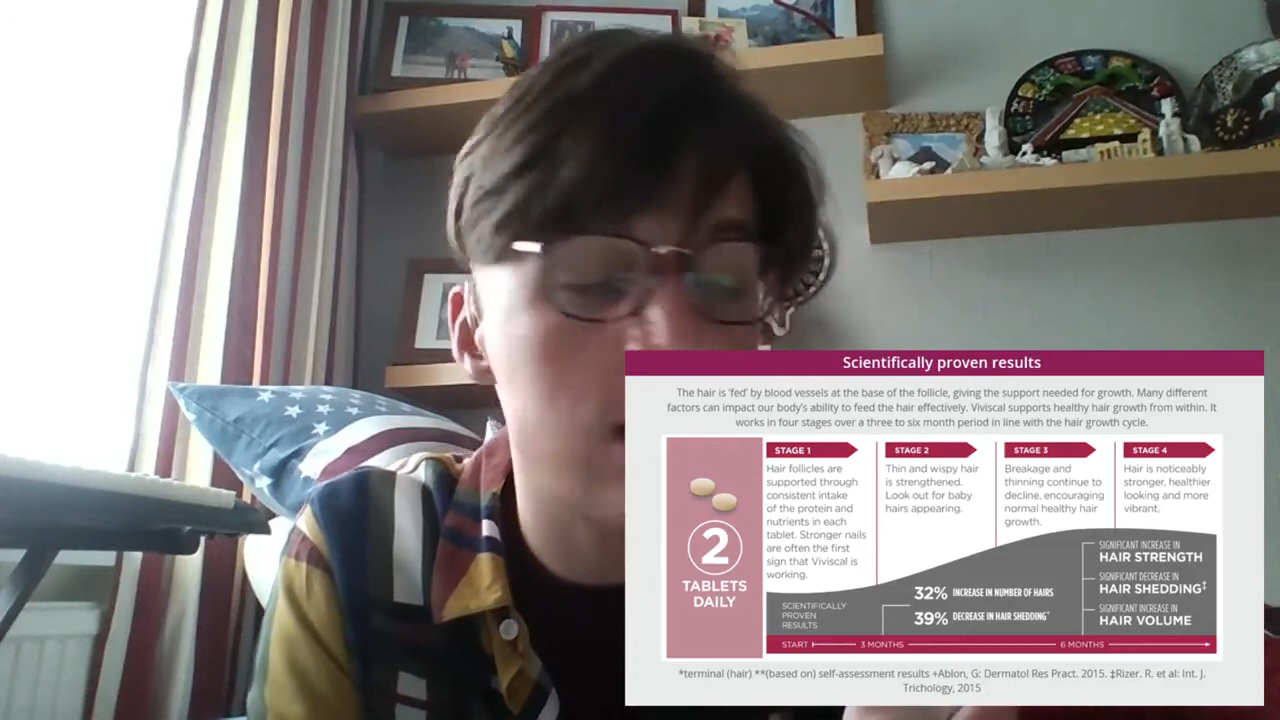 Scientifically proven results
The hair is 'fed' by blood vessels at the base of the follicle, giving the support needed for growth. Many different
factors can impact our body's ability to feed the hair effectively. Viviscal supports healthy hair growth from within. It
works in four stages over a three to six month period in line with the hair growth cycle.
2
TABLETS
DAILY
STAGE 1
Hair follicles are
supported through
consistent intake
of the protein and
nutrients in each
tablet. Stronger nails
are often the first
sign that Viviscal is
working.
STAGE 2
Thin and wispy hair
is strengthened.
Look out for baby
hairs appearing.
STAGE 3
Breakage and
thinning continue to
decline, encouraging
normal healthy hair
growth.
STAGE 4
Hair is noticeably
stronger, healthier
looking and more
vibrant.
SCIENTIFICALLY
PROVEN
RESULTS
32% INCREASE IN NUMBER OF HAIRS
39% DECREASE IN HAIR SHEDDING*
SIGNIFICANT INCREASE IN
HAIR STRENGTH
SIGNIFICANT DECREASE IN
HAIR SHEDDING‡
SIGNIFICANT INCREASE IN
HAIR VOLUME
START 3 MONTHS 6 MONTHS
*terminal (hair) **(based on) self-assessment results +Ablon, G: Dermatol Res Pract. 2015. ‡Rizer. R. et al: Int. J.
Trichology, 2015